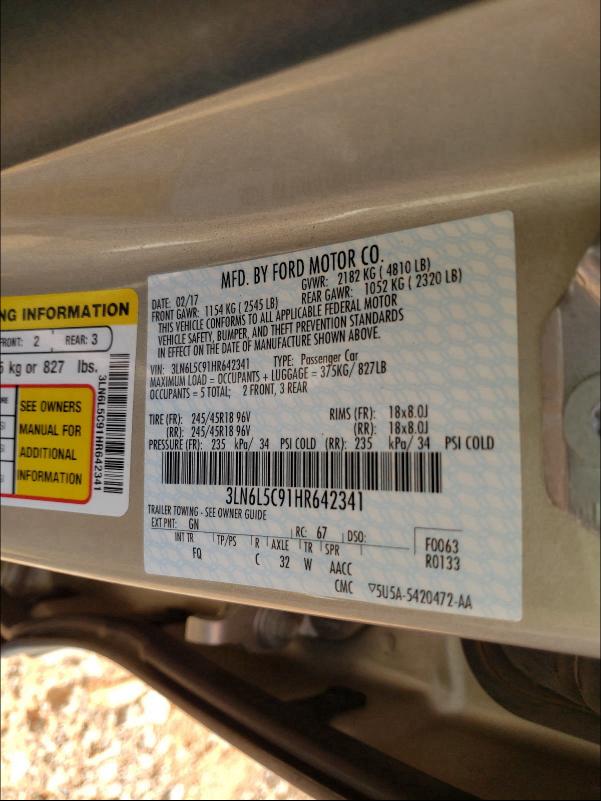 NG INFORMATION
FRONT: 2 REAR: 3
5 kg or 827 lbs.
SEE OWNERS
MANUAL FOR
ADDITIONAL
INFORMATION
3LN6L5C91HR642341
MFD. BY FORD MOTOR CO.
DATE: 02/17 GVWR: 2182 KG ( 4810 LB)
FRONT GAWR: 1154 KG ( 2545 LB) REAR GAWR: 1052 KG ( 2320 LB)
THIS VEHICLE CONFORMS TO ALL APPLICABLE FEDERAL MOTOR
VEHICLE SAFETY, BUMPER, AND THEFT PREVENTION STANDARDS
IN EFFECT ON THE DATE OF MANUFACTURE SHOWN ABOVE.
VIN: 3LN6L5C91HR642341 TYPE: Passenger Car
MAXIMUM LOAD = OCCUPANTS + LUGGAGE = 375KG/ 827LB
OCCUPANTS = 5 TOTAL; 2 FRONT, 3 REAR
TIRE (FR): 245/45R18 96V RIMS (FR): 18x8.0J
(RR): 245/45R18 96V (RR): 18x8.0J
PRESSURE (FR): 235 kPa/ 34 PSI COLD (RR): 235 kPa/ 34 PSI COLD
3LN6L5C91HR642341
TRAILER TOWING - SEE OWNER GUIDE
EXT PNT: GN RC: 67 DSO: F0063
INT TR TP/PS R AXLE TR SPR R0133
FQ C 32 W AACC
CMC ▽5U5A-5420472-AA